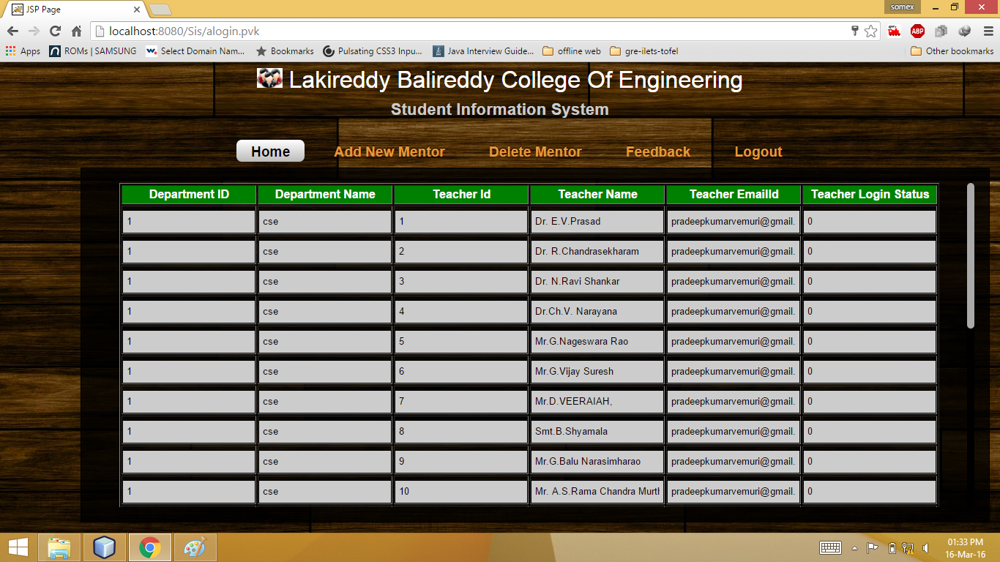 JSP Page
somex
localhost:8080/Sis/alogin.pvk
ABP
Apps ROMs | SAMSUNG Select Domain Nam... Bookmarks Pulsating CSS3 Inpu... Java Interview Guide... offline web gre-ilets-tofel Other bookmarks
Lakireddy Balireddy College Of Engineering
Student Information System
Home Add New Mentor Delete Mentor Feedback Logout
Department ID Department Name Teacher Id Teacher Name Teacher EmailId Teacher Login Status
1 cse 1 Dr. E.V.Prasad pradeepkumarvemuri@gmail. 0
1 cse 2 Dr. R.Chandrasekharam pradeepkumarvemuri@gmail. 0
1 cse 3 Dr. N.Ravi Shankar pradeepkumarvemuri@gmail. 0
1 cse 4 Dr.Ch.V. Narayana pradeepkumarvemuri@gmail. 0
1 cse 5 Mr.G.Nageswara Rao pradeepkumarvemuri@gmail. 0
1 cse 6 Mr.G.Vijay Suresh pradeepkumarvemuri@gmail. 0
1 cse 7 Mr.D.VEERAIAH, pradeepkumarvemuri@gmail. 0
1 cse 8 Smt.B.Shyamala pradeepkumarvemuri@gmail. 0
1 cse 9 Mr.G.Balu Narasimharao pradeepkumarvemuri@gmail. 0
1 cse 10 Mr. A.S.Rama Chandra Murth pradeepkumarvemuri@gmail. 0
01:33 PM
16-Mar-16